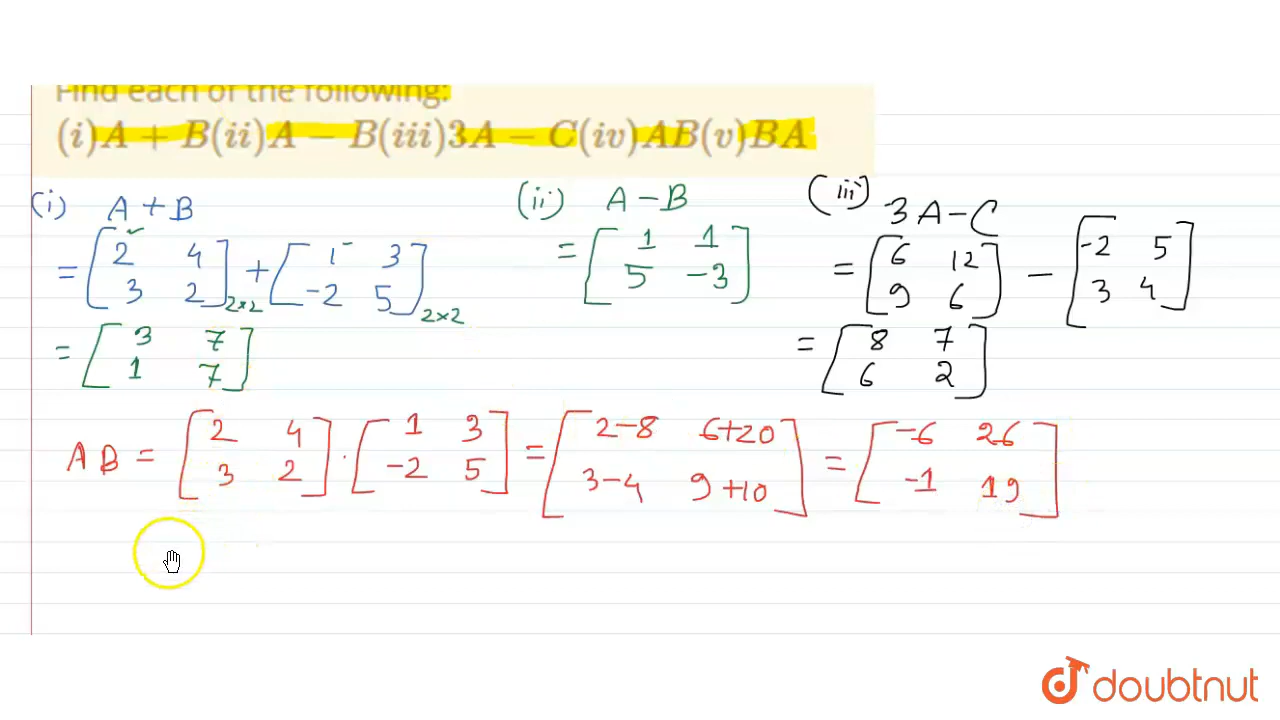 Find each of the following:
(i)A + B(ii)A − B(iii)3A − C(iv)AB(v)BA
(i) A + B
= [2 4 3 2] 2×2 + [1 3 -2 5] 2×2
= [3 7 1 7]
(ii) A − B
= [1 1 5 -3]
(iii) 3A − C
= [6 12 9 6] − [-2 5 3 4]
= [8 7 6 2]
AB = [2 4 3 2] · [1 3 -2 5] = [2-8 6+20 3-4 9+10] = [-6 26 -1 19]
doubtnut